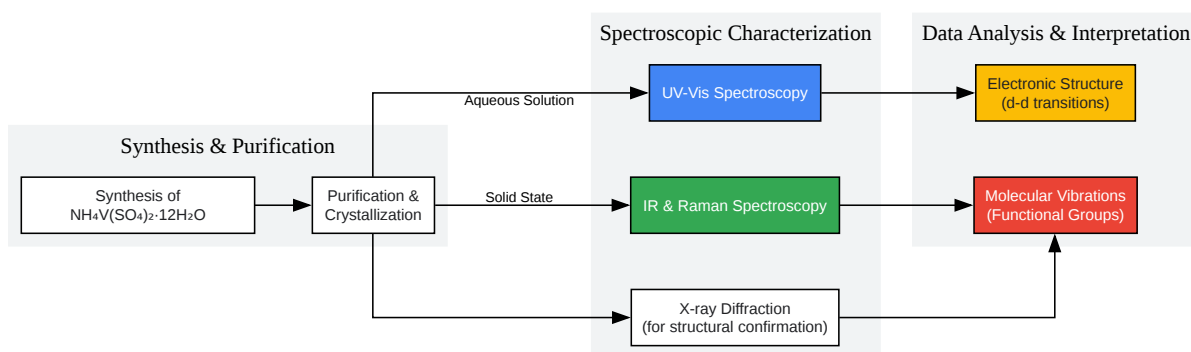 Spectroscopic Characterization
Data Analysis & Interpretation
UV-Vis Spectroscopy
Electronic Structure
(d-d transitions)
Aqueous Solution
Synthesis & Purification
Synthesis of
NH₄V(SO₄)₂·12H₂O
Purification &
Crystallization
Solid State
IR & Raman Spectroscopy
Molecular Vibrations
(Functional Groups)
X-ray Diffraction
(for structural confirmation)